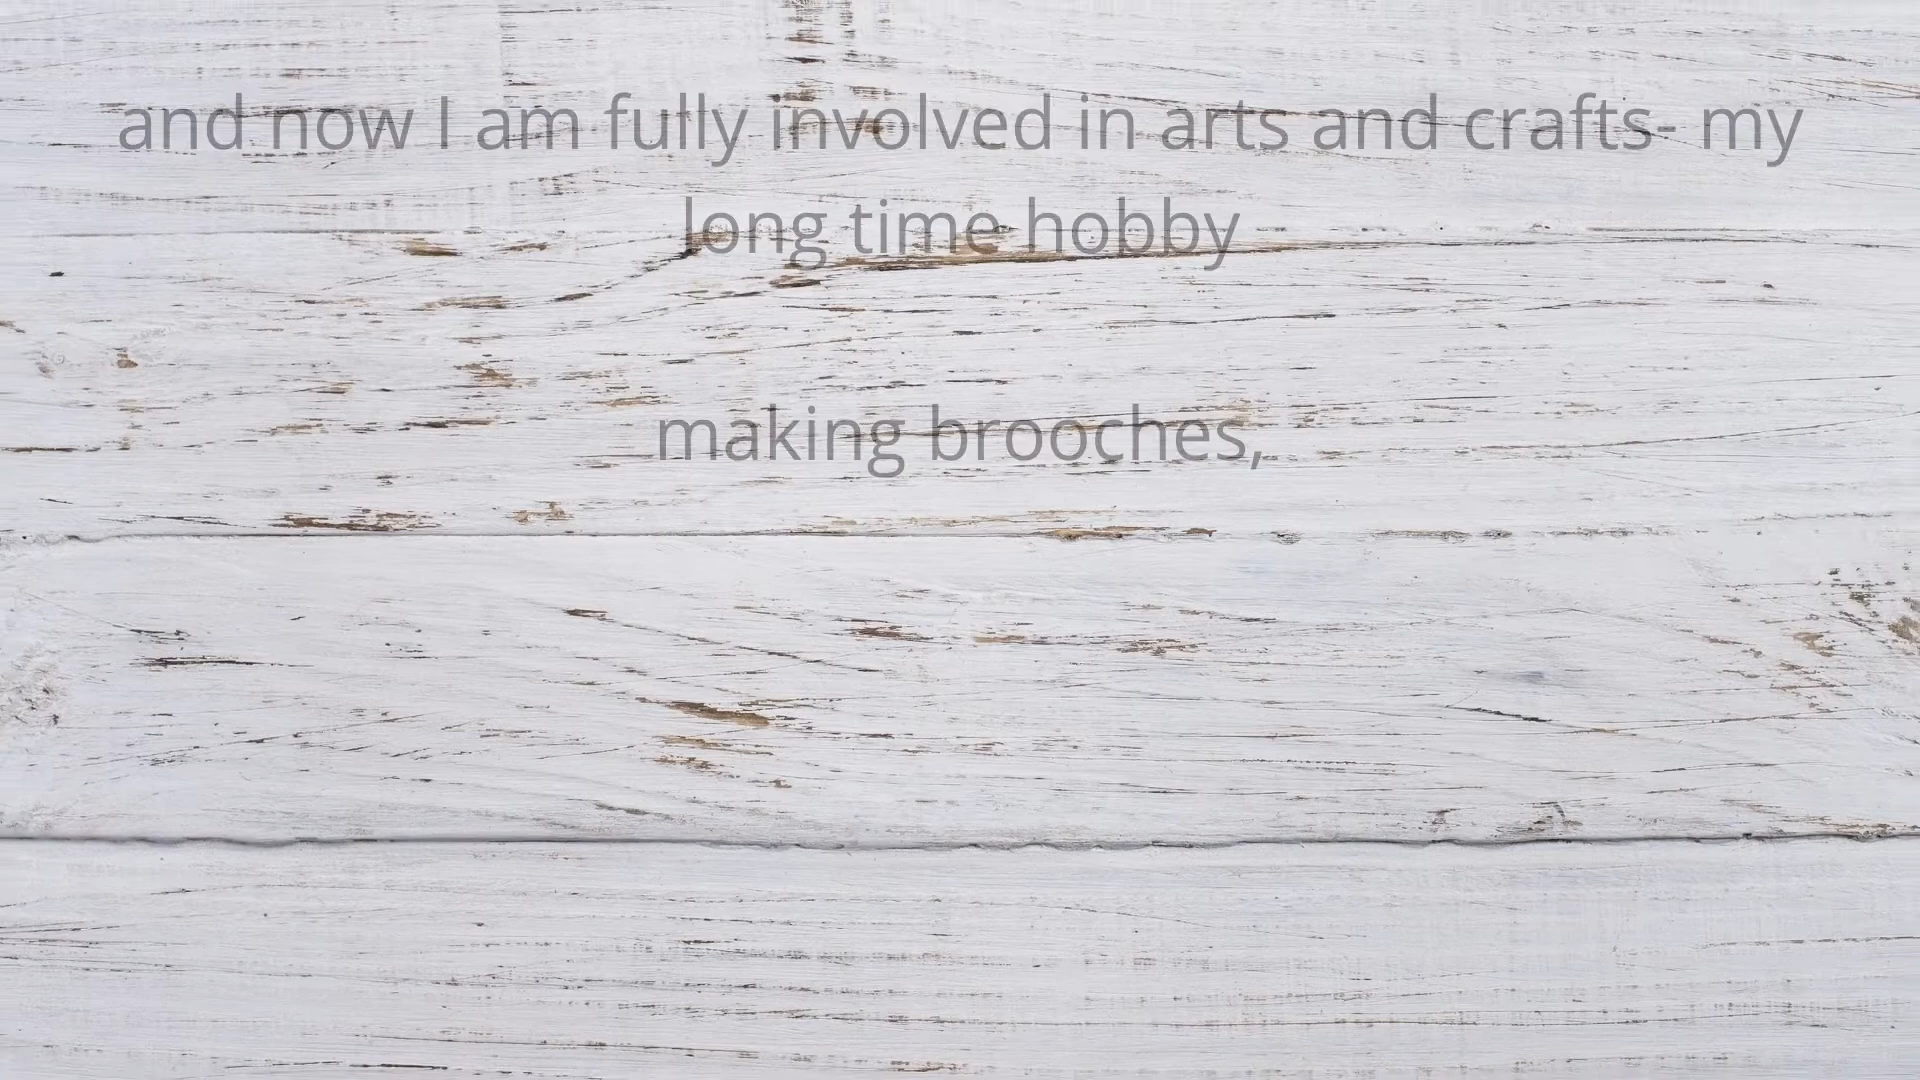 and now I am fully involved in arts and crafts- my
long time hobby
making brooches,